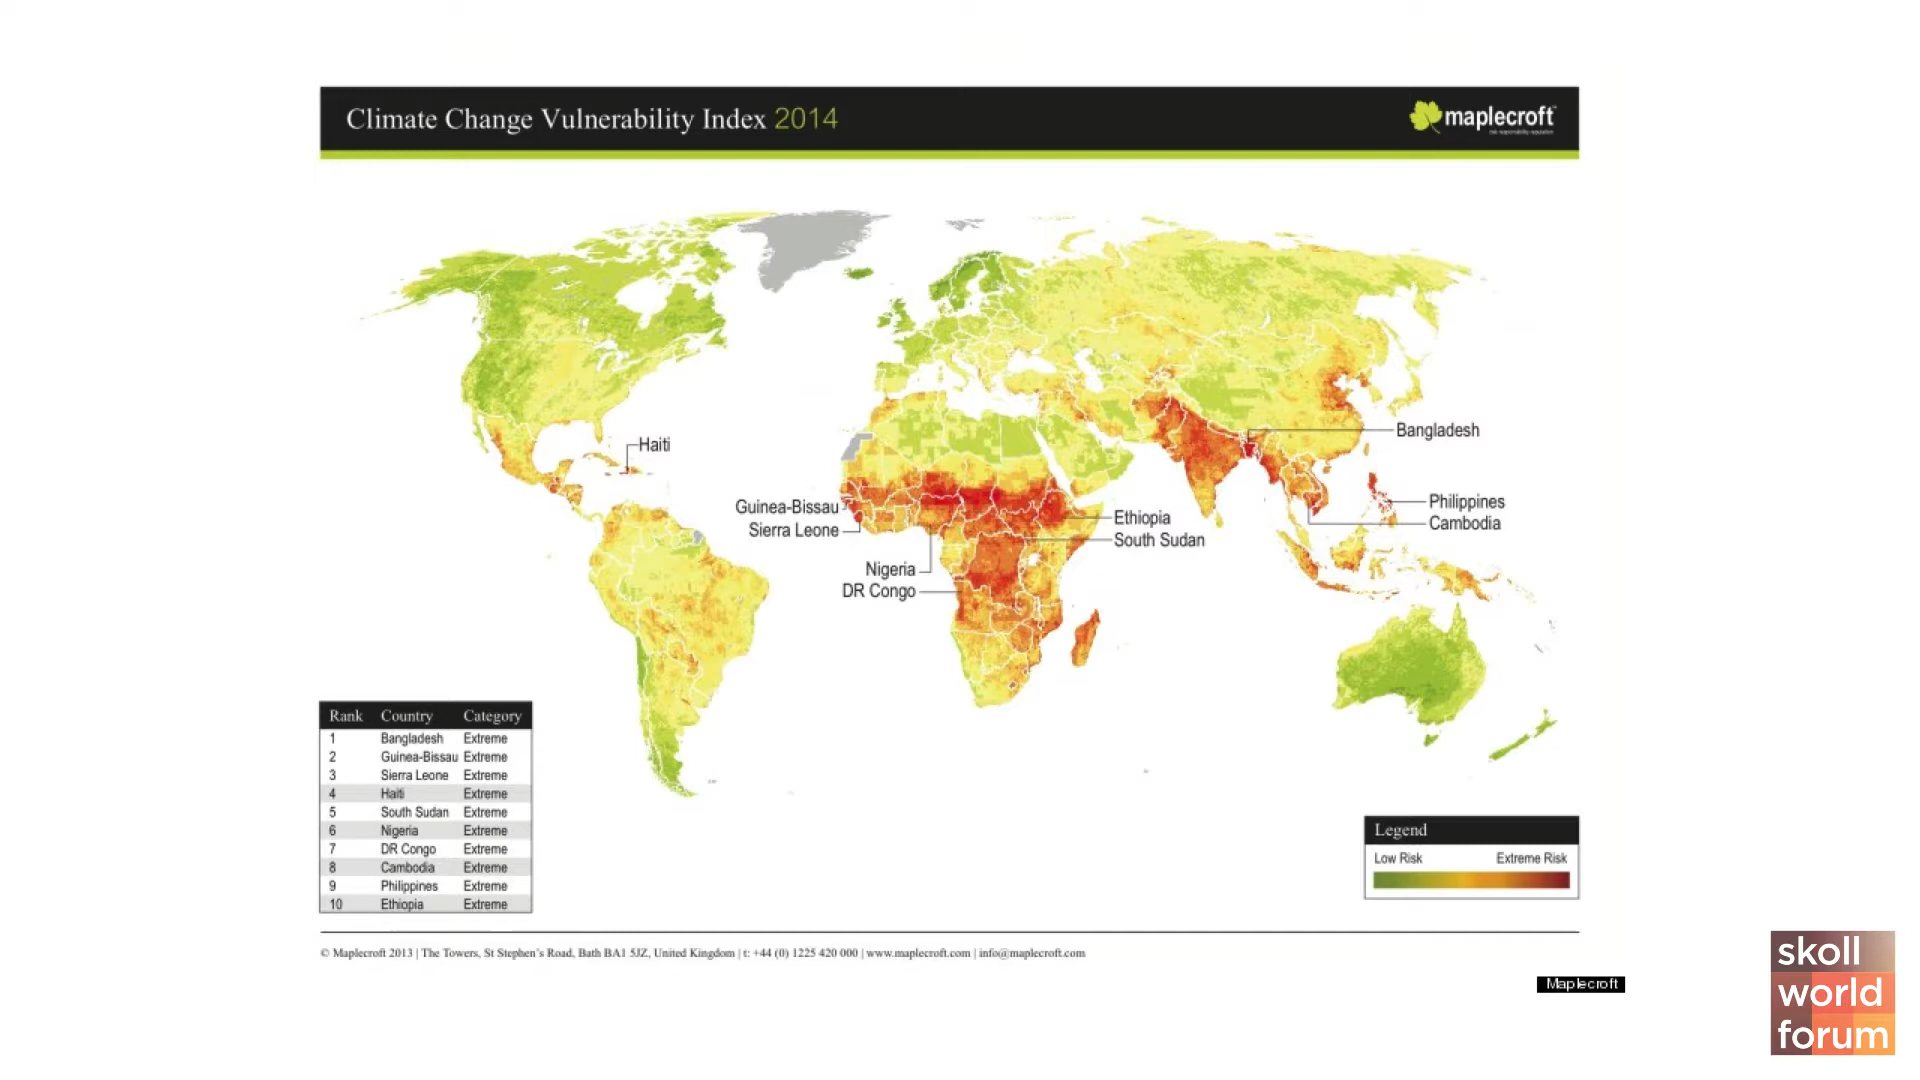 Climate Change Vulnerability Index 2014
maplecroft
risk responsibility reputation
Haiti
Bangladesh
Guinea-Bissau
Sierra Leone
Philippines
Cambodia
Ethiopia
South Sudan
Nigeria
DR Congo
Rank Country Category
1 Bangladesh Extreme
2 Guinea-Bissau Extreme
3 Sierra Leone Extreme
4 Haiti Extreme
5 South Sudan Extreme
6 Nigeria Extreme
7 DR Congo Extreme
8 Cambodia Extreme
9 Philippines Extreme
10 Ethiopia Extreme
Legend
Low Risk Extreme Risk
© Maplecroft 2013 | The Towers, St Stephen's Road, Bath BA1 5JZ, United Kingdom | t: +44 (0) 1225 420 000 | www.maplecroft.com | info@maplecroft.com
Maplecroft
skoll
world
forum